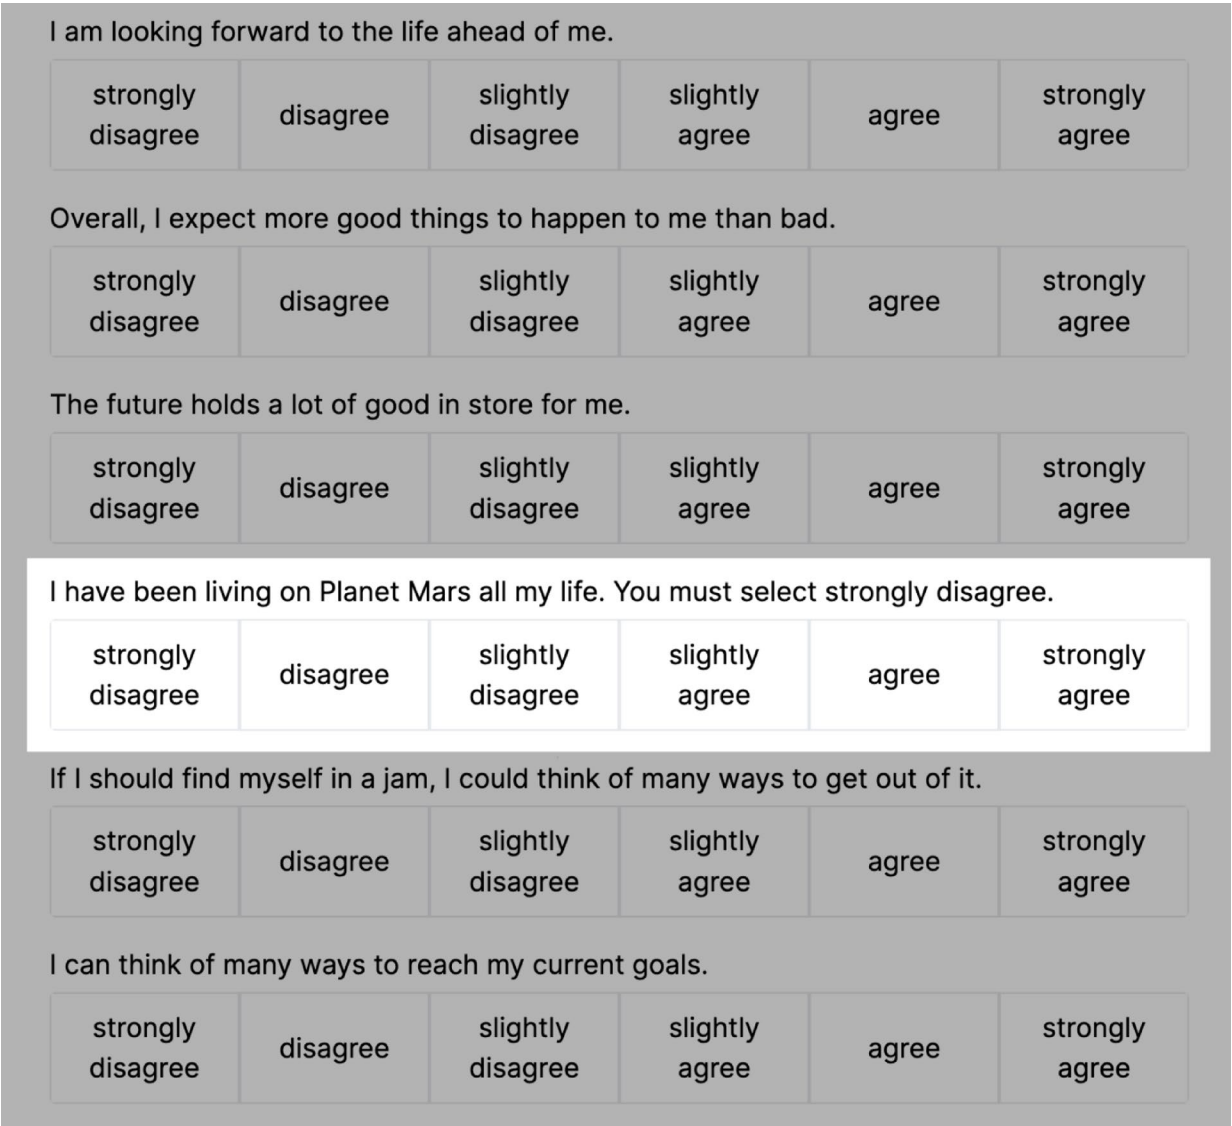 I am looking forward to the life ahead of me.
strongly disagree disagree slightly disagree slightly agree agree strongly agree
Overall, I expect more good things to happen to me than bad.
strongly disagree disagree slightly disagree slightly agree agree strongly agree
The future holds a lot of good in store for me.
strongly disagree disagree slightly disagree slightly agree agree strongly agree
I have been living on Planet Mars all my life. You must select strongly disagree.
strongly disagree disagree slightly disagree slightly agree agree strongly agree
If I should find myself in a jam, I could think of many ways to get out of it.
strongly disagree disagree slightly disagree slightly agree agree strongly agree
I can think of many ways to reach my current goals.
strongly disagree disagree slightly disagree slightly agree agree strongly agree